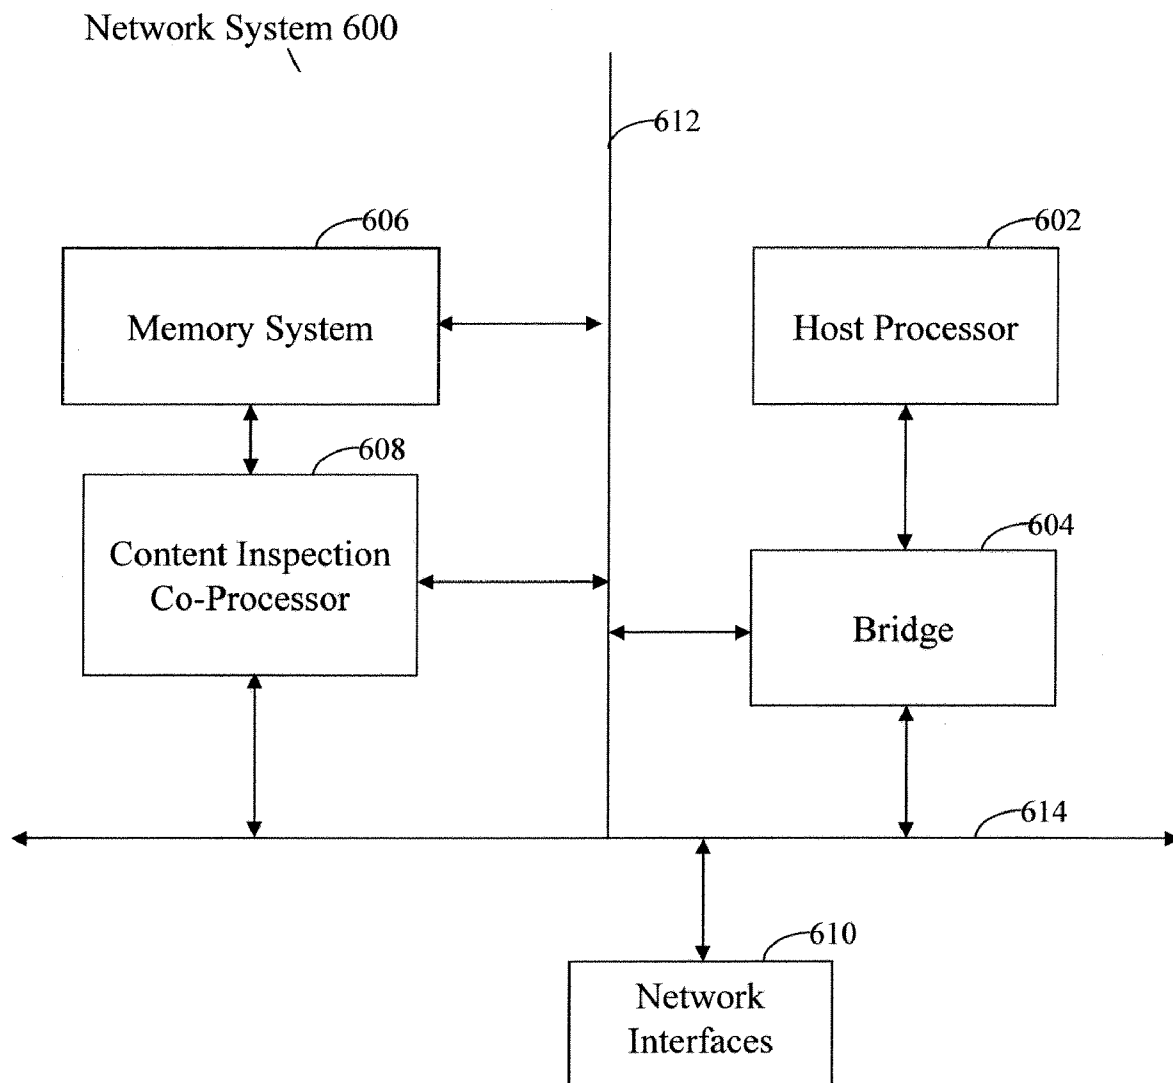 Network System 600
612
606
602
Memory System
Host Processor
608
604
Content Inspection
Co-Processor
Bridge
614
610
Network
Interfaces